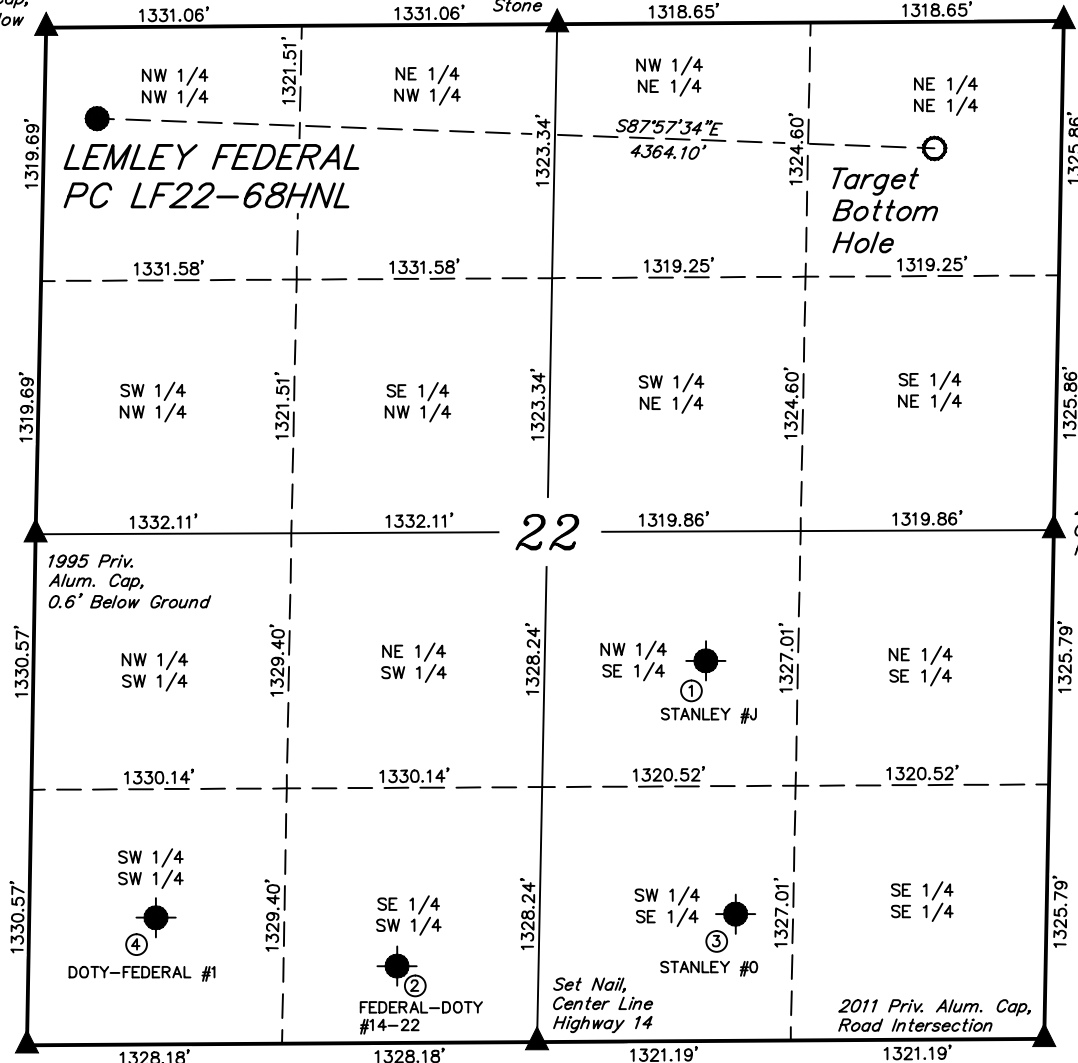 Stone
1331.06' 1331.06' 1318.65' 1318.65'
NW 1/4
NW 1/4
1321.51'
NE 1/4
NW 1/4
NW 1/4
NE 1/4
NE 1/4
NE 1/4
1319.69'
1323.34'
S87°57'34"E
4364.10'
1324.60'
1325.86'
LEMLEY FEDERAL
PC LF22-68HNL
Target
Bottom
Hole
1331.58' 1331.58' 1319.25' 1319.25'
1319.69'
SW 1/4
NW 1/4
1321.51'
SE 1/4
NW 1/4
1323.34'
SW 1/4
NE 1/4
1324.60'
SE 1/4
NE 1/4
1325.86'
1332.11' 1332.11' 22 1319.86' 1319.86'
1995 Priv.
Alum. Cap,
0.6' Below Ground
1330.57'
NW 1/4
SW 1/4
1329.40'
NE 1/4
SW 1/4
1328.24'
NW 1/4
SE 1/4
1
STANLEY #J
1327.01'
NE 1/4
SE 1/4
1325.79'
1330.14' 1330.14' 1320.52' 1320.52'
1330.57'
SW 1/4
SW 1/4
4
DOTY-FEDERAL #1
1329.40'
SE 1/4
SW 1/4
2
FEDERAL-DOTY
#14-22
1328.24'
SW 1/4
SE 1/4
3
STANLEY #0
1327.01'
SE 1/4
SE 1/4
1325.79'
Set Nail,
Center Line
Highway 14
2011 Priv. Alum. Cap,
Road Intersection
1328.18' 1328.18' 1321.19' 1321.19'